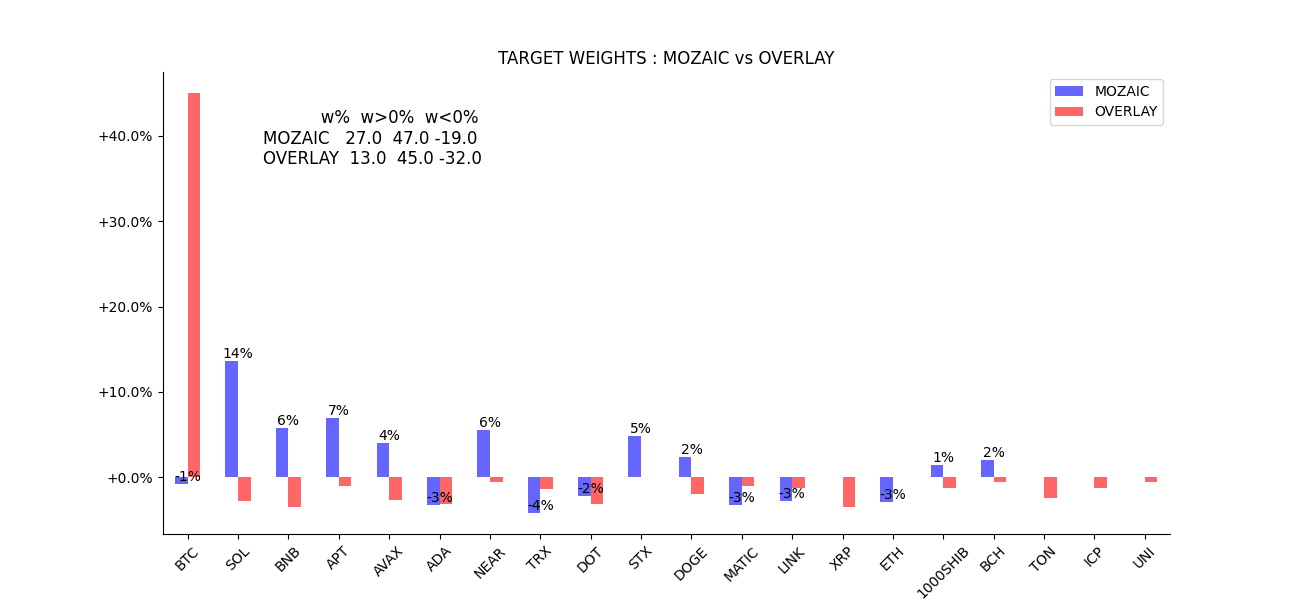 TARGET WEIGHTS : MOZAIC vs OVERLAY
MOZAIC
OVERLAY
w% w>0% w<0%
MOZAIC 27.0 47.0 -19.0
OVERLAY 13.0 45.0 -32.0
+40.0%
+30.0%
+20.0%
+10.0%
+0.0%
-1%
14%
6%
7%
4%
-3%
6%
-4%
-2%
5%
2%
-3%
-3%
-3%
1%
2%
BTC
SOL
BNB
APT
AVAX
ADA
NEAR
TRX
DOT
STX
DOGE
MATIC
LINK
XRP
ETH
1000SHIB
BCH
TON
ICP
UNI